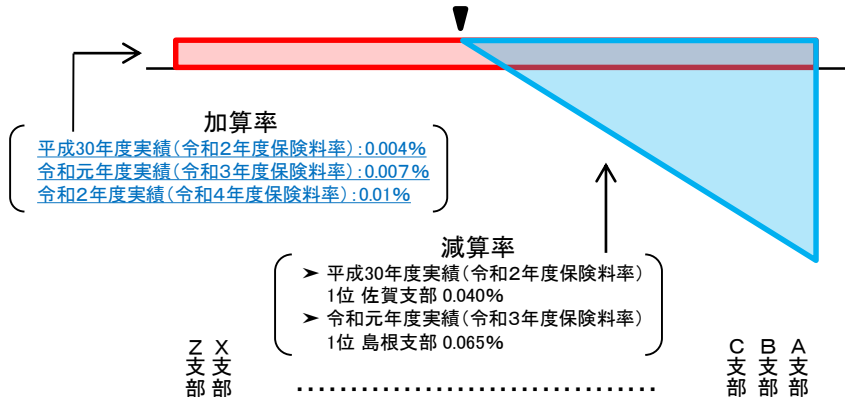 加算率
平成30年度実績(令和2年度保険料率):0.004%
令和元年度実績(令和3年度保険料率):0.007%
令和2年度実績(令和4年度保険料率):0.01%
減算率
➤ 平成30年度実績(令和2年度保険料率)
1位 佐賀支部 0.040%
➤ 令和元年度実績(令和3年度保険料率)
1位 島根支部 0.065%
Z支部
X支部
................................
C支部
B支部
A支部